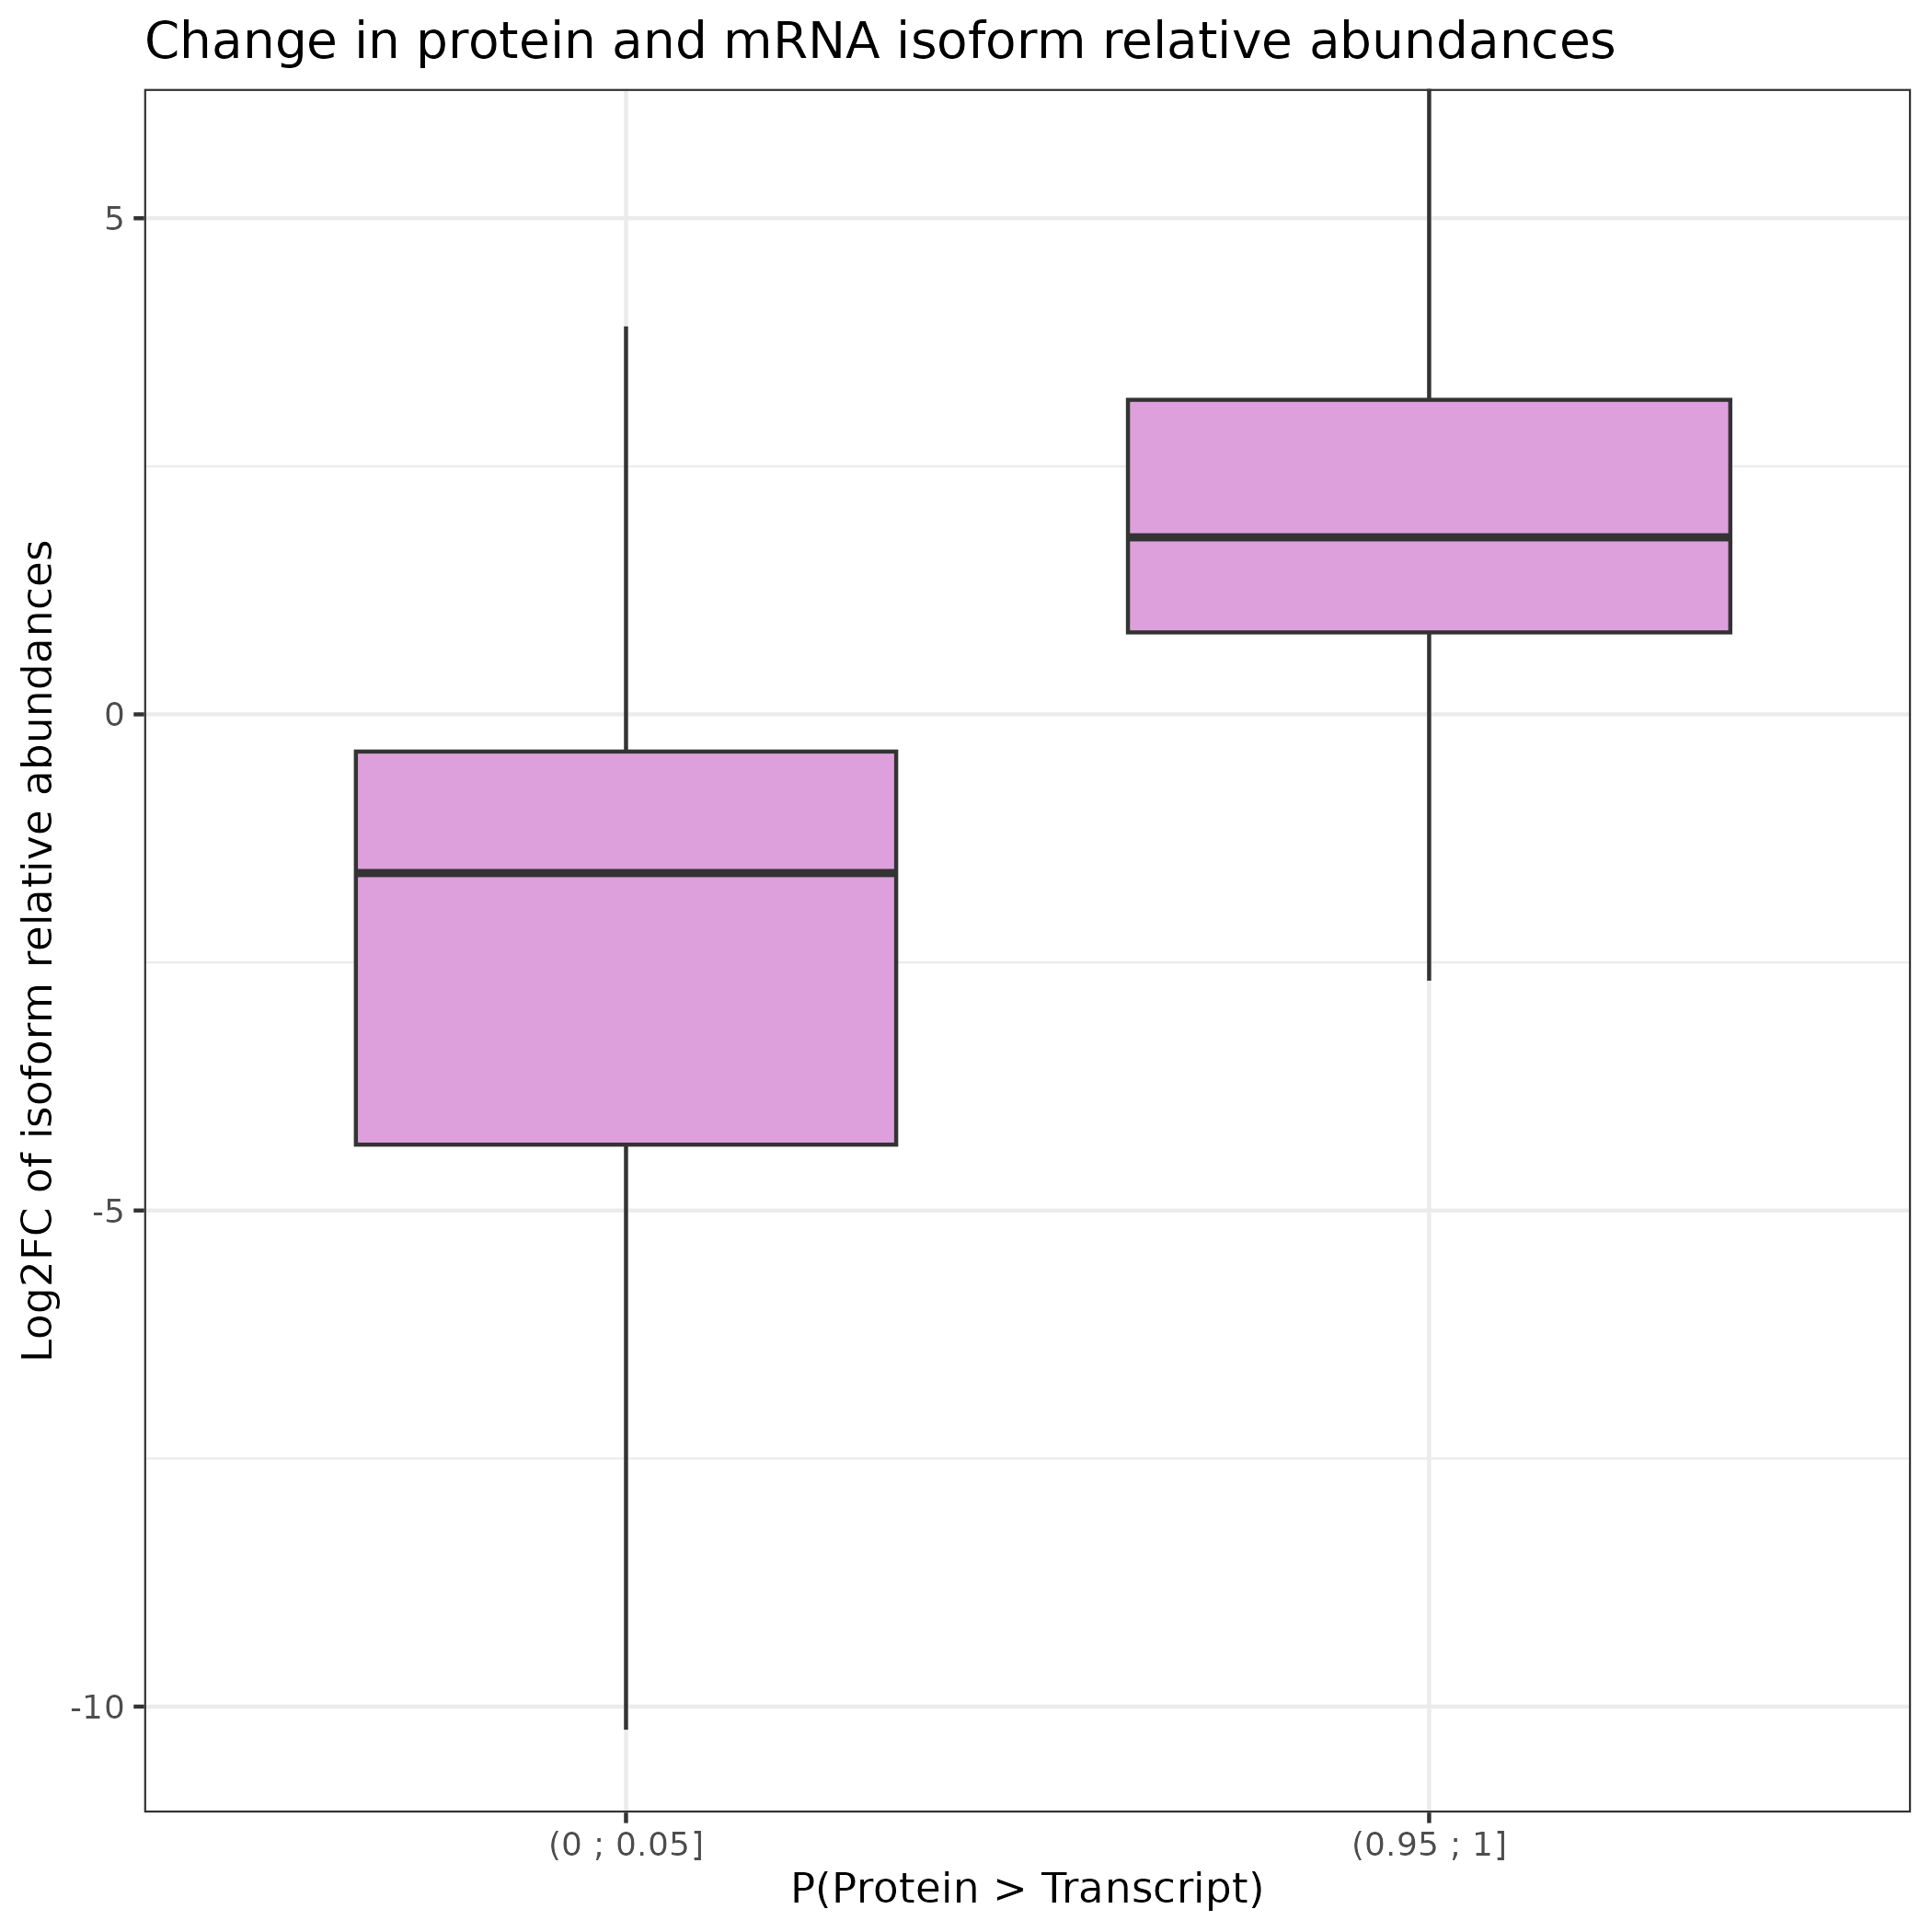 Change in protein and mRNA isoform relative abundances
Log2FC of isoform relative abundances
5
0
-5
-10
(0 ; 0.05]
(0.95 ; 1]
P(Protein > Transcript)